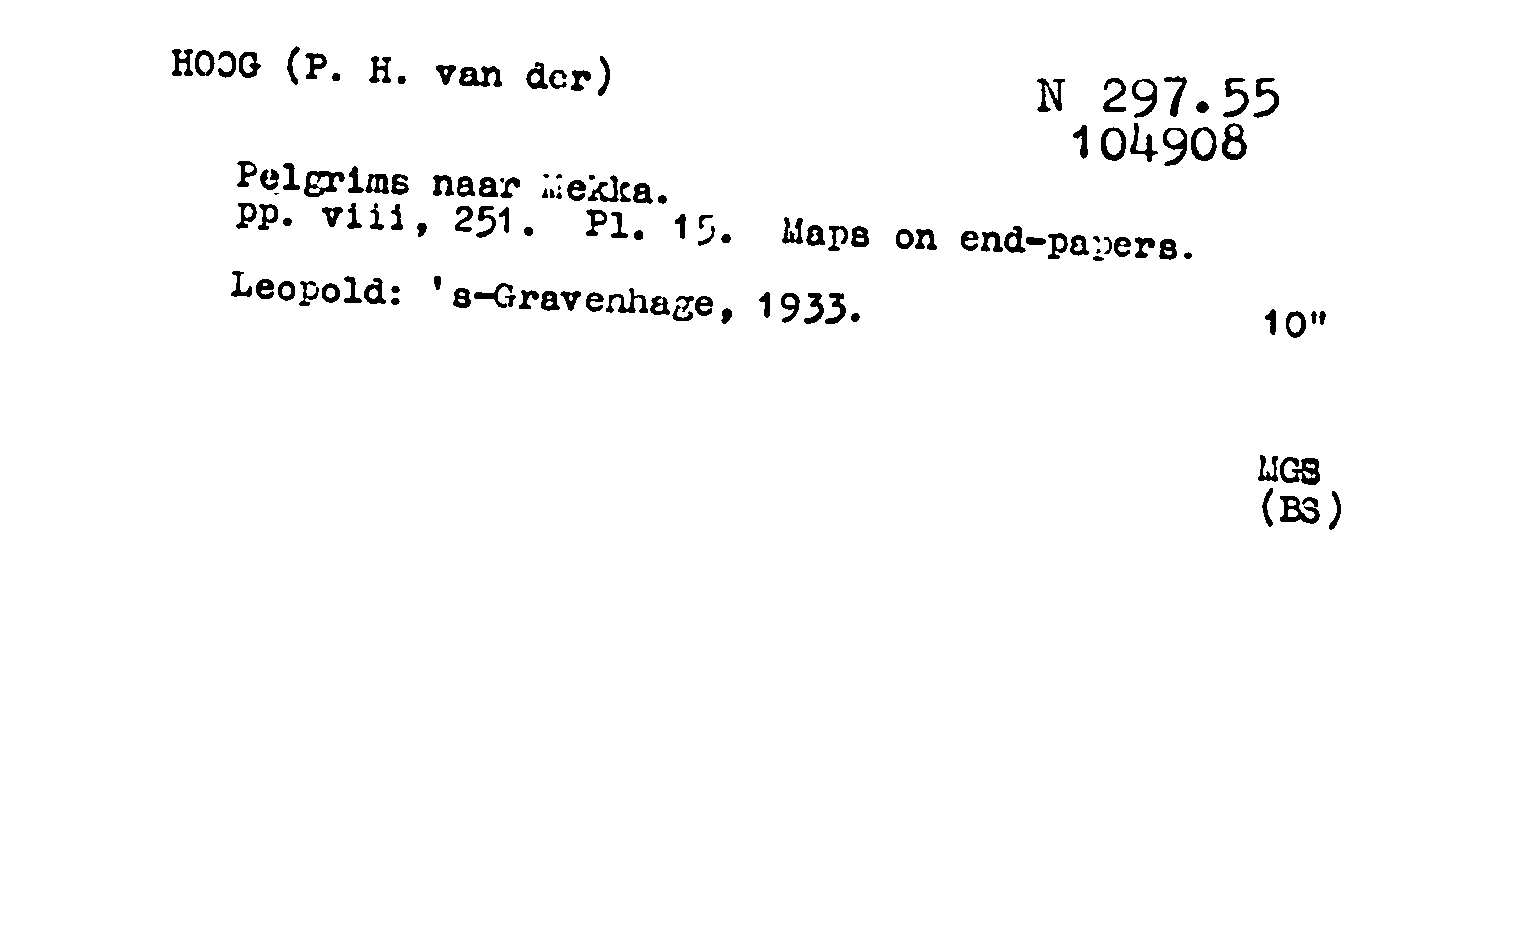 HOOG (P. H. van der)
N 297.55
104908
Pelgrims naar Mekka.
pp. viii, 251. Pl. 15. Maps on end-papers.
Leopold: 's-Gravenhage, 1933.
10"
MGS
(BS)